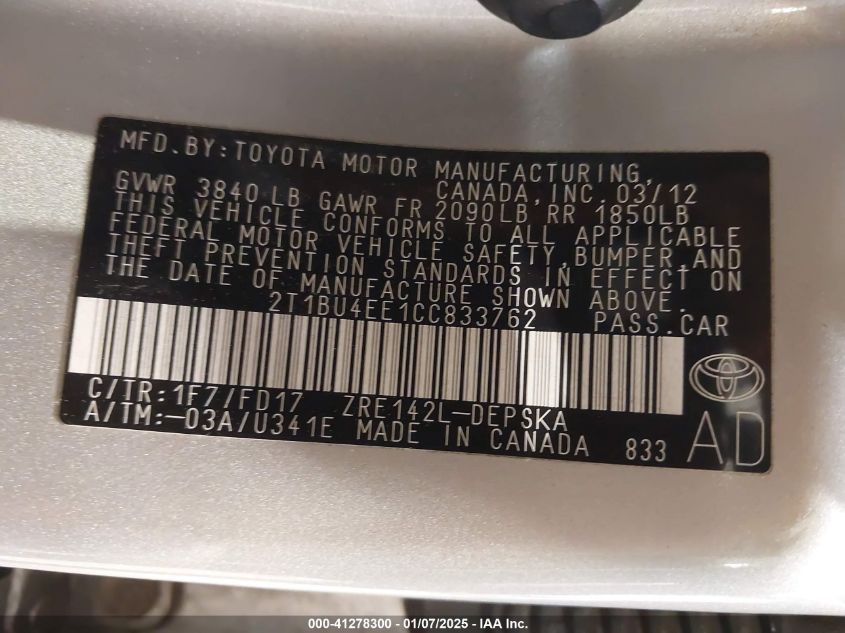 MFD.BY:TOYOTA MOTOR MANUFACTURING,
CANADA,INC. 03/12
GVWR 3840 LB GAWR FR 2090LB RR 1850LB
THIS VEHICLE CONFORMS TO ALL APPLICABLE
FEDERAL MOTOR VEHICLE SAFETY,BUMPER,AND
THEFT PREVENTION STANDARDS IN EFFECT ON
THE DATE OF MANUFACTURE SHOWN ABOVE.
2T1BU4EE1CC833762 PASS.CAR
C/TR:1F7/FD17 ZRE142L-DEPSKA
A/TM:-03A/U341E MADE IN CANADA 833
AD
000-41278300 - 01/07/2025 - IAA Inc.